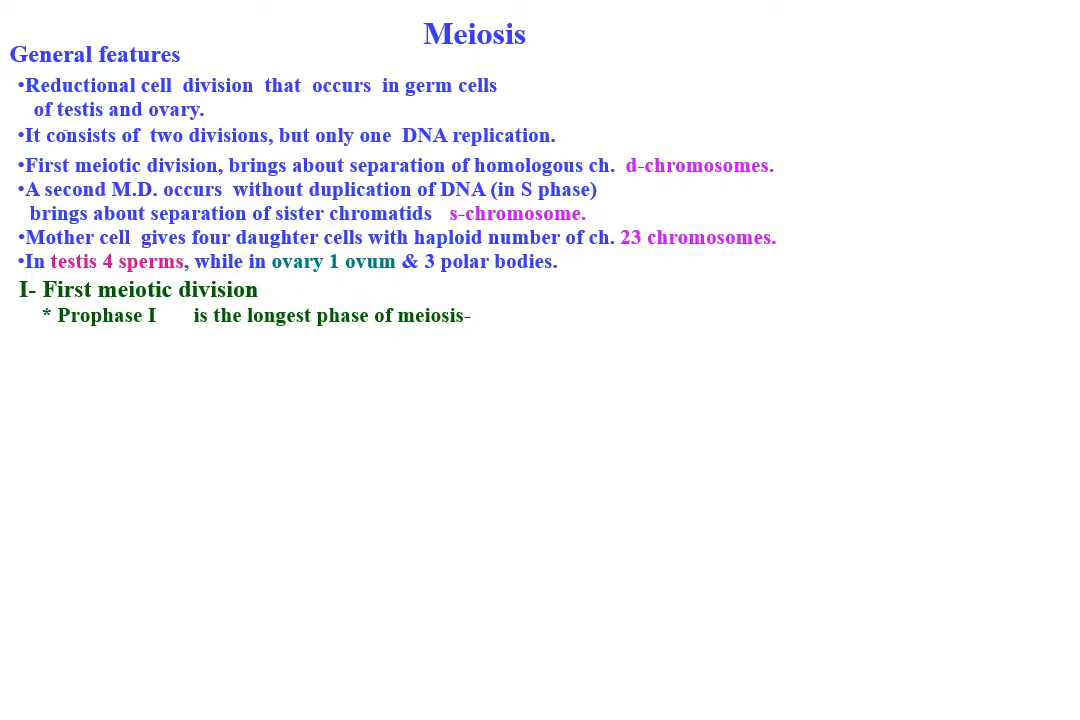 Meiosis
General features
•Reductional cell division that occurs in germ cells
of testis and ovary.
•It consists of two divisions, but only one DNA replication.
•First meiotic division, brings about separation of homologous ch. d-chromosomes.
•A second M.D. occurs without duplication of DNA (in S phase)
brings about separation of sister chromatids s-chromosome.
•Mother cell gives four daughter cells with haploid number of ch. 23 chromosomes.
•In testis 4 sperms, while in ovary 1 ovum & 3 polar bodies.
I- First meiotic division
* Prophase I is the longest phase of meiosis-